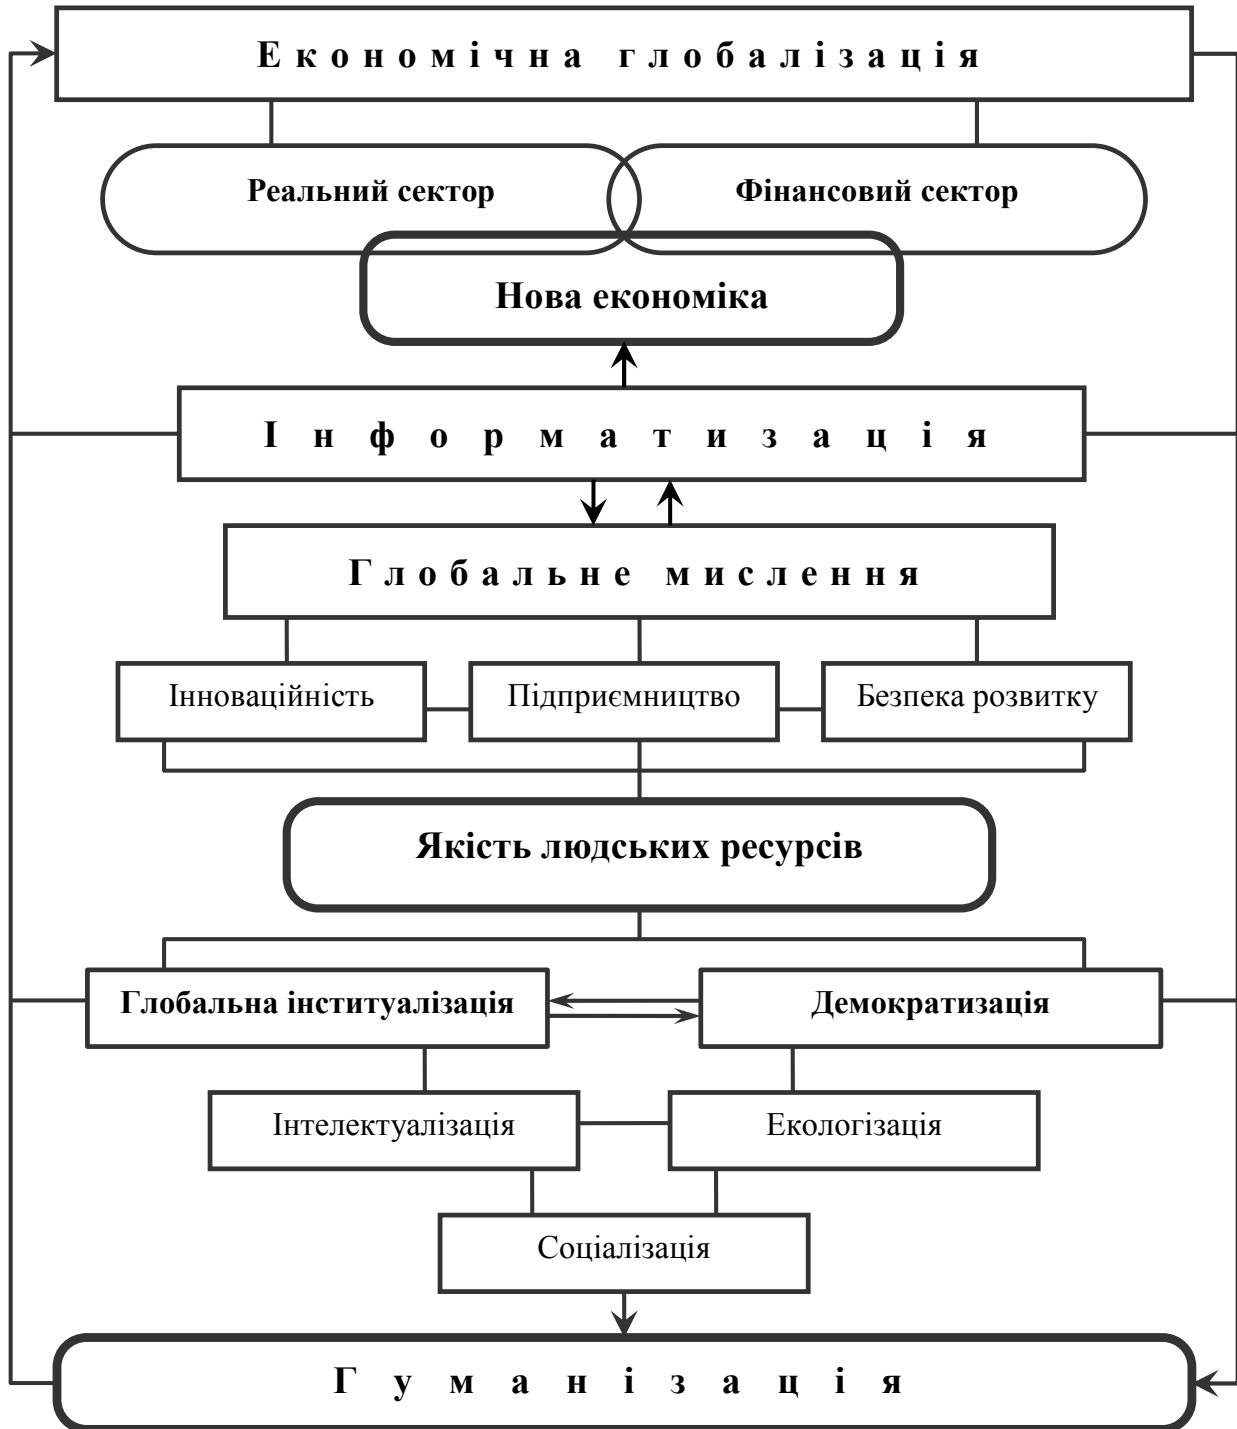 Економічна глобалізація
Реальний сектор
Фінансовий сектор
Нова економіка
Інформатизація
Глобальне мислення
Інноваційність
Підприємництво
Безпека розвитку
Якість людських ресурсів
Глобальна інституалізація
Демократизація
Інтелектуалізація
Екологізація
Соціалізація
Гуманізація